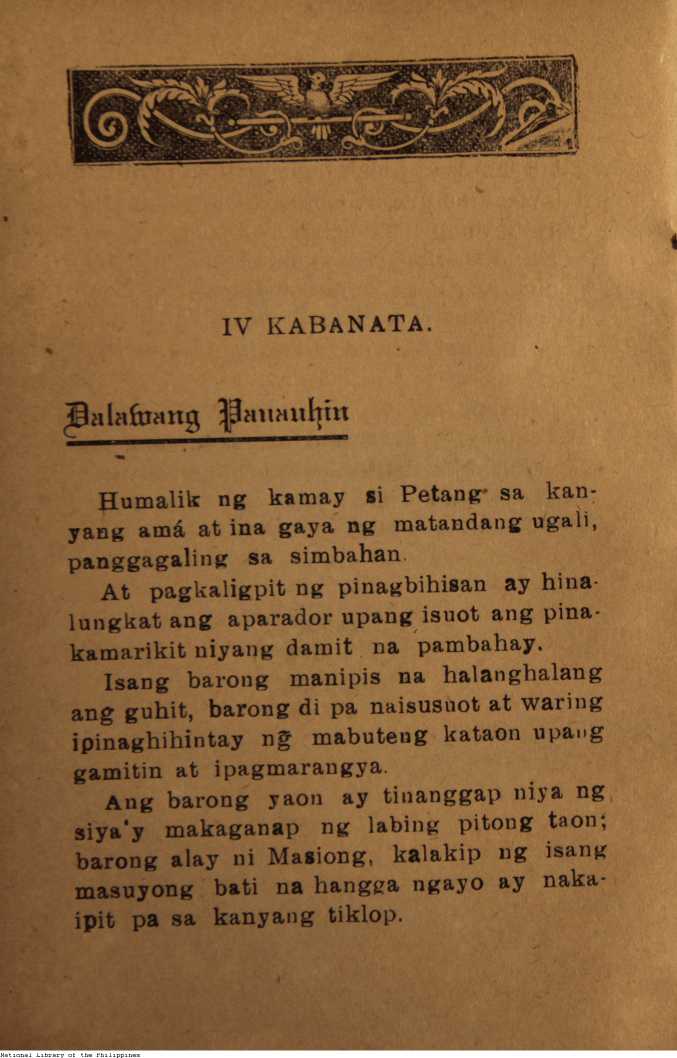 IV KABANATA.
Dalawang Panauhin
Humalik ng kamay si Petang sa kan-
yang amá at ina gaya ng matandang ugali,
panggagaling sa simbahan.
At pagkaligpit ng pinagbihisan ay hina-
lungkat ang aparador upang isuot ang pina-
kamarikit niyang damit na pambahay.
Isang barong manipis na halanghalang
ang guhit, barong di pa naisusuot at waring
ipinaghihintay ng̃ mabuteng kataon upang
gamitin at ipagmarangya.
Ang barong yaon ay tinanggap niya ng
siya'y makaganap ng labing pitong taon;
barong alay ni Masiong, kalakip ng isang
masuyong bati na hangga ngayo ay naka-
ipit pa sa kanyang tiklop.
National Library of the Philippines